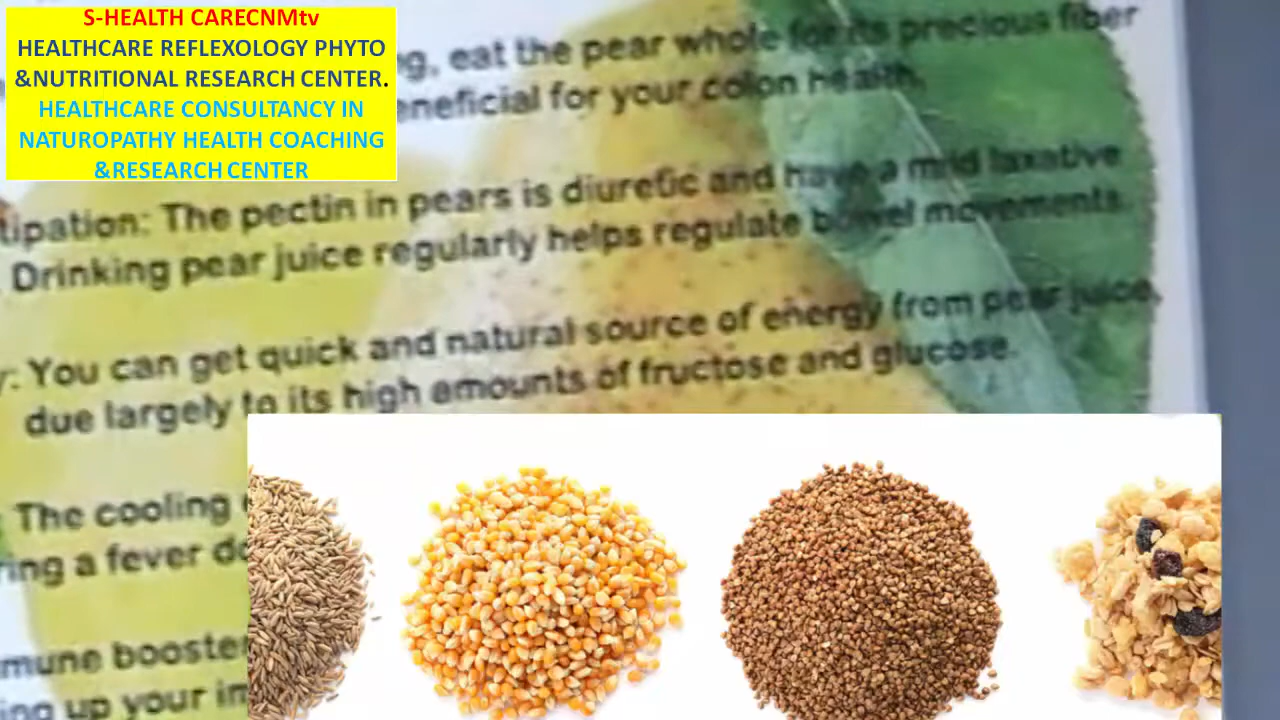 S-HEALTH CARECNMtv
HEALTHCARE REFLEXOLOGY PHYTO
&NUTRITIONAL RESEARCH CENTER.
HEALTHCARE CONSULTANCY IN
NATUROPATHY HEALTH COACHING
&RESEARCH CENTER
eat the pear whole for its precious fiber
eneficial for your colon health.
tipation: The pectin in pears is diuretic and have a mild laxative
Drinking pear juice regularly helps regulate bowel movements.
You can get quick and natural source of energy from pear juice,
due largely to its high amounts of fructose and glucose.
The cooling
ring a fever
mmune booster
ing up your